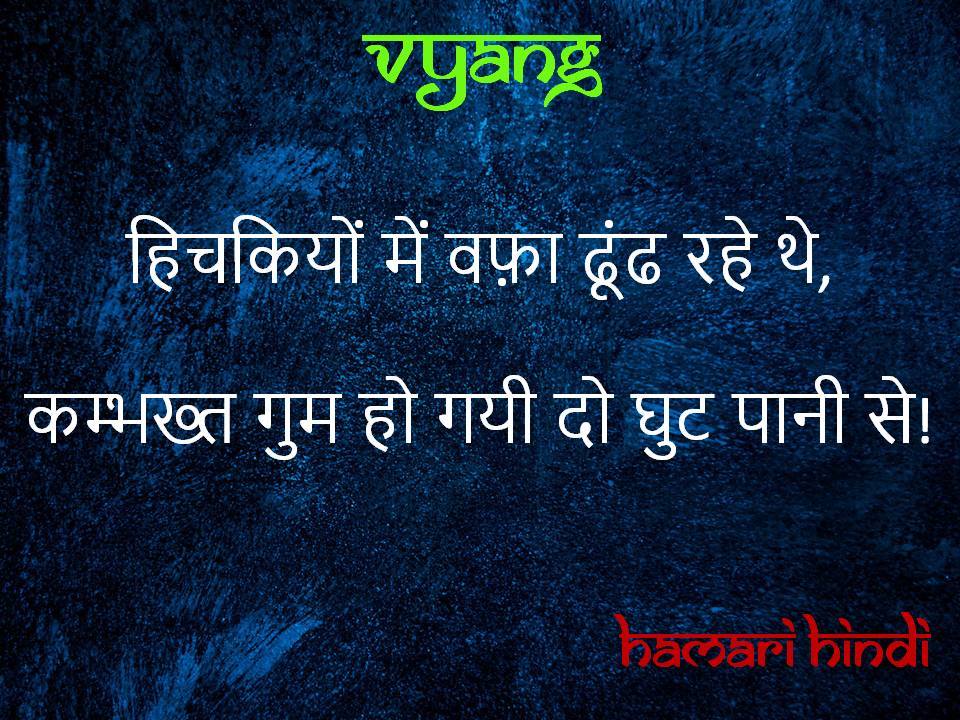 VYANG
हिचकियों में वफ़ा ढूंढ रहे थे,
कम्भख्त गुम हो गयी दो घुट पानी से!
HAMARI HINDI